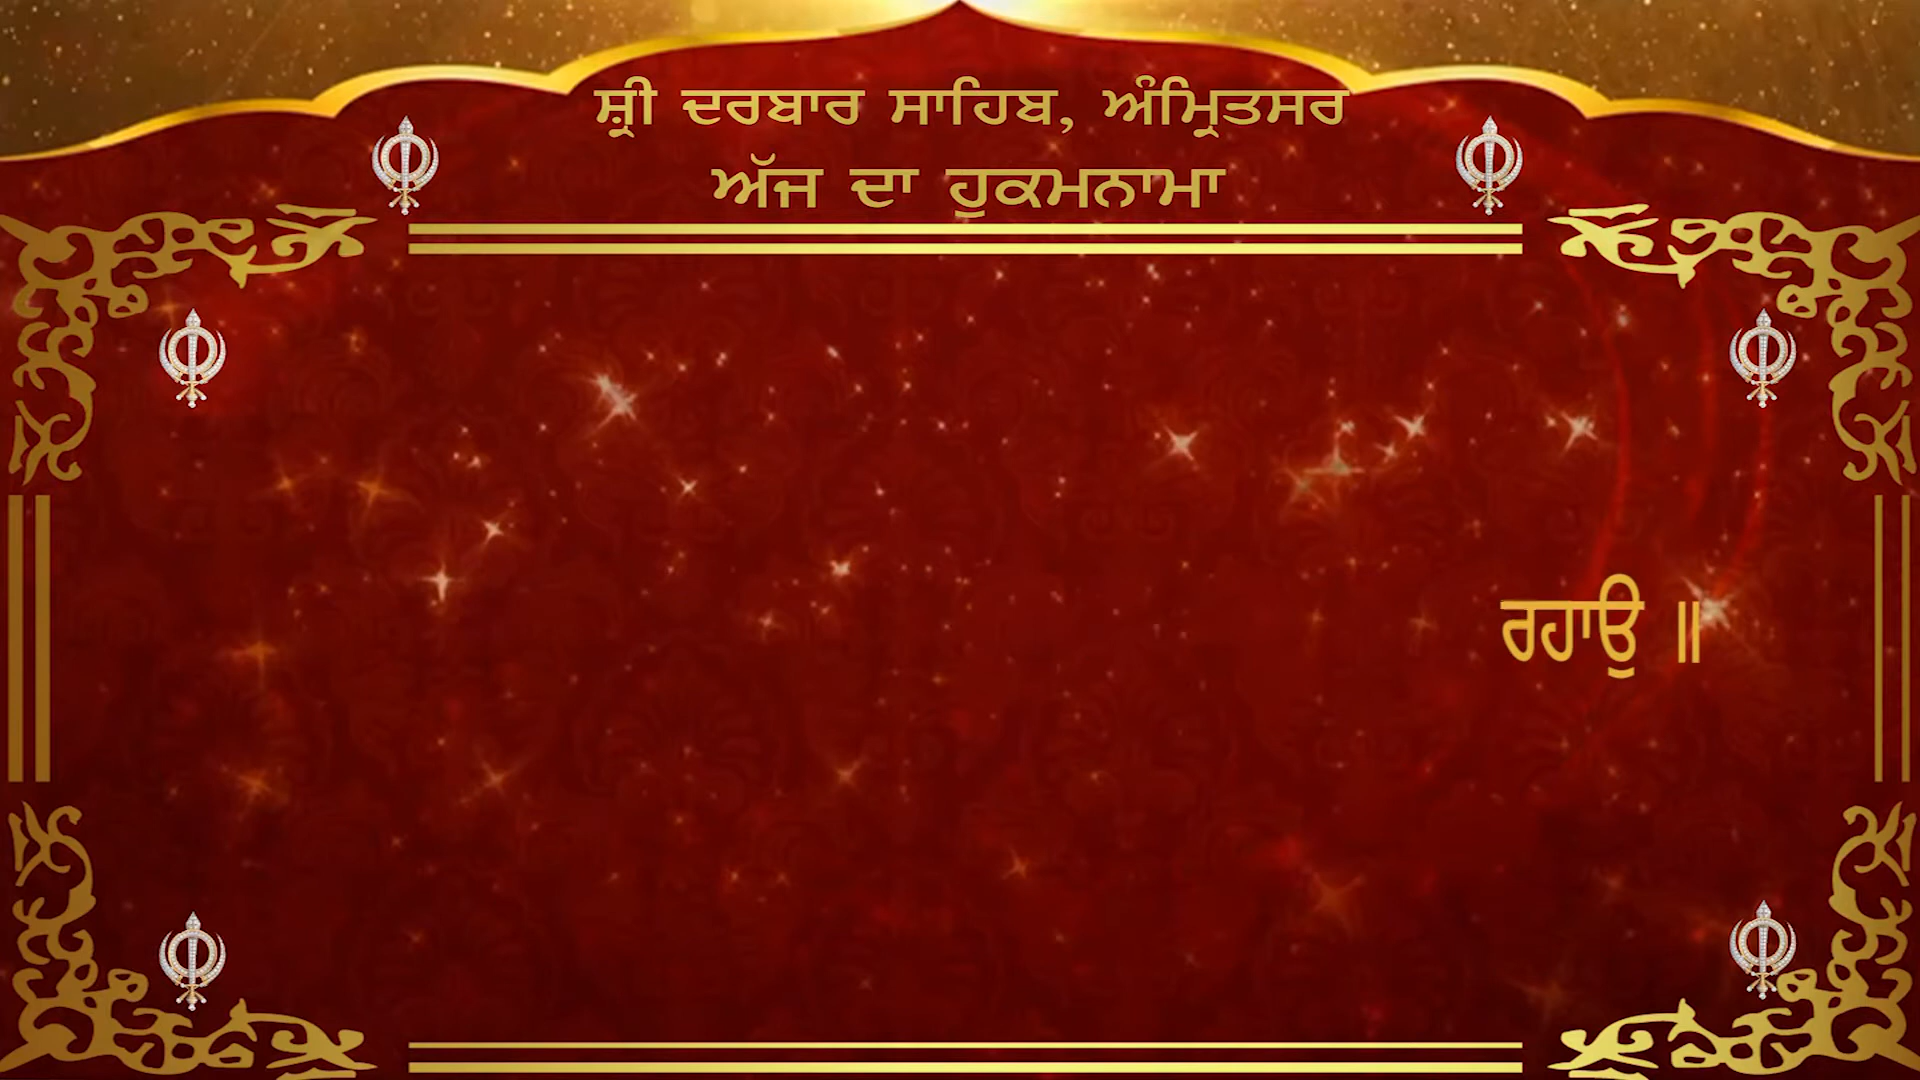 ਸ਼੍ਰੀ ਦਰਬਾਰ ਸਾਹਿਬ, ਅੰਮ੍ਰਿਤਸਰ
ਅੱਜ ਦਾ ਹੁਕਮਨਾਮਾ
ਰਹਾਉ ॥